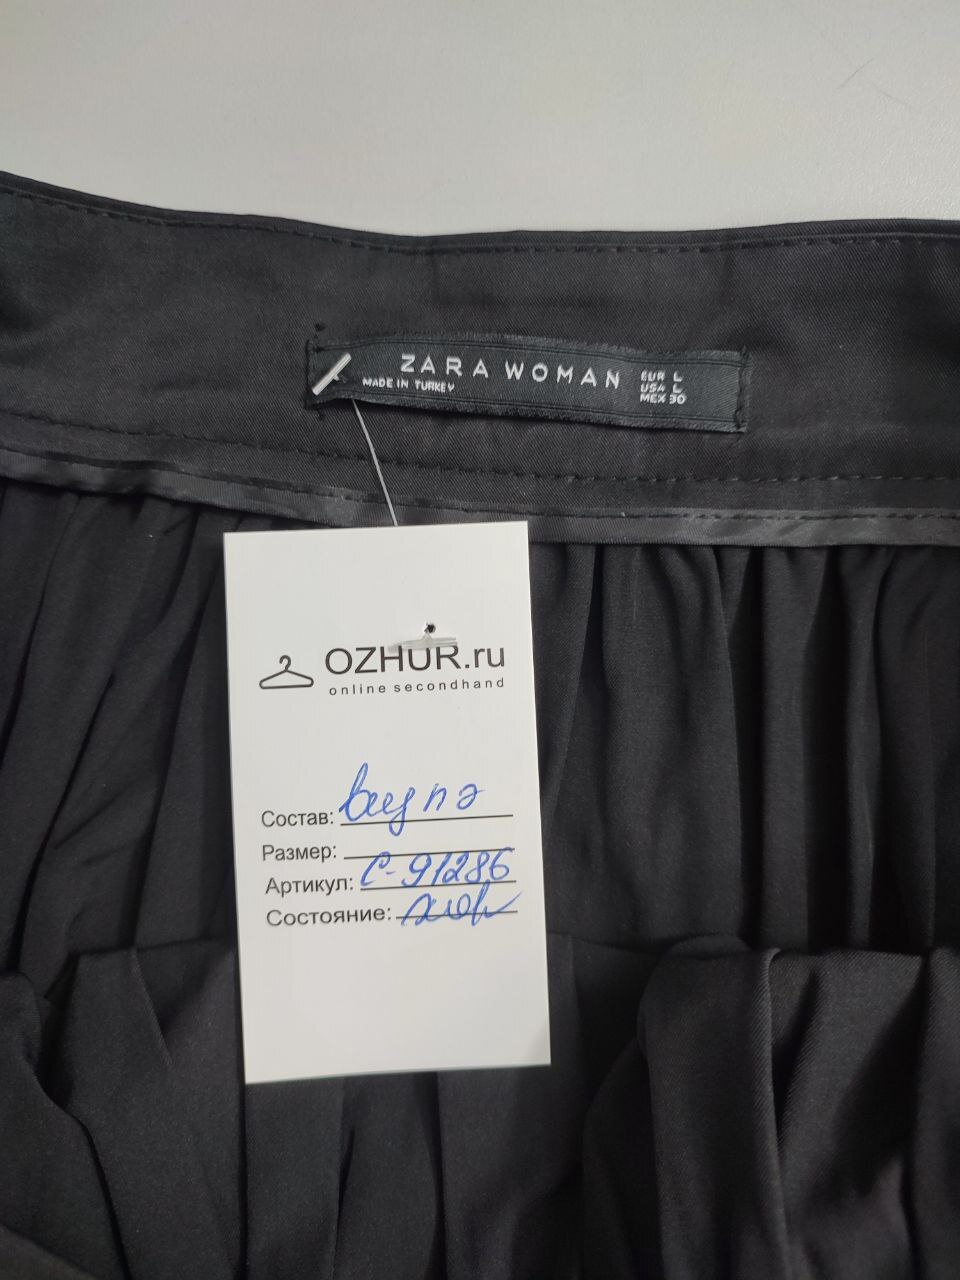 ZARA WOMAN
MADE IN TURKEY
EUR L
USA L
MEX 30
OZHUR.ru
online secondhand
Состав:
Размер:
Артикул: С-91286
Состояние: